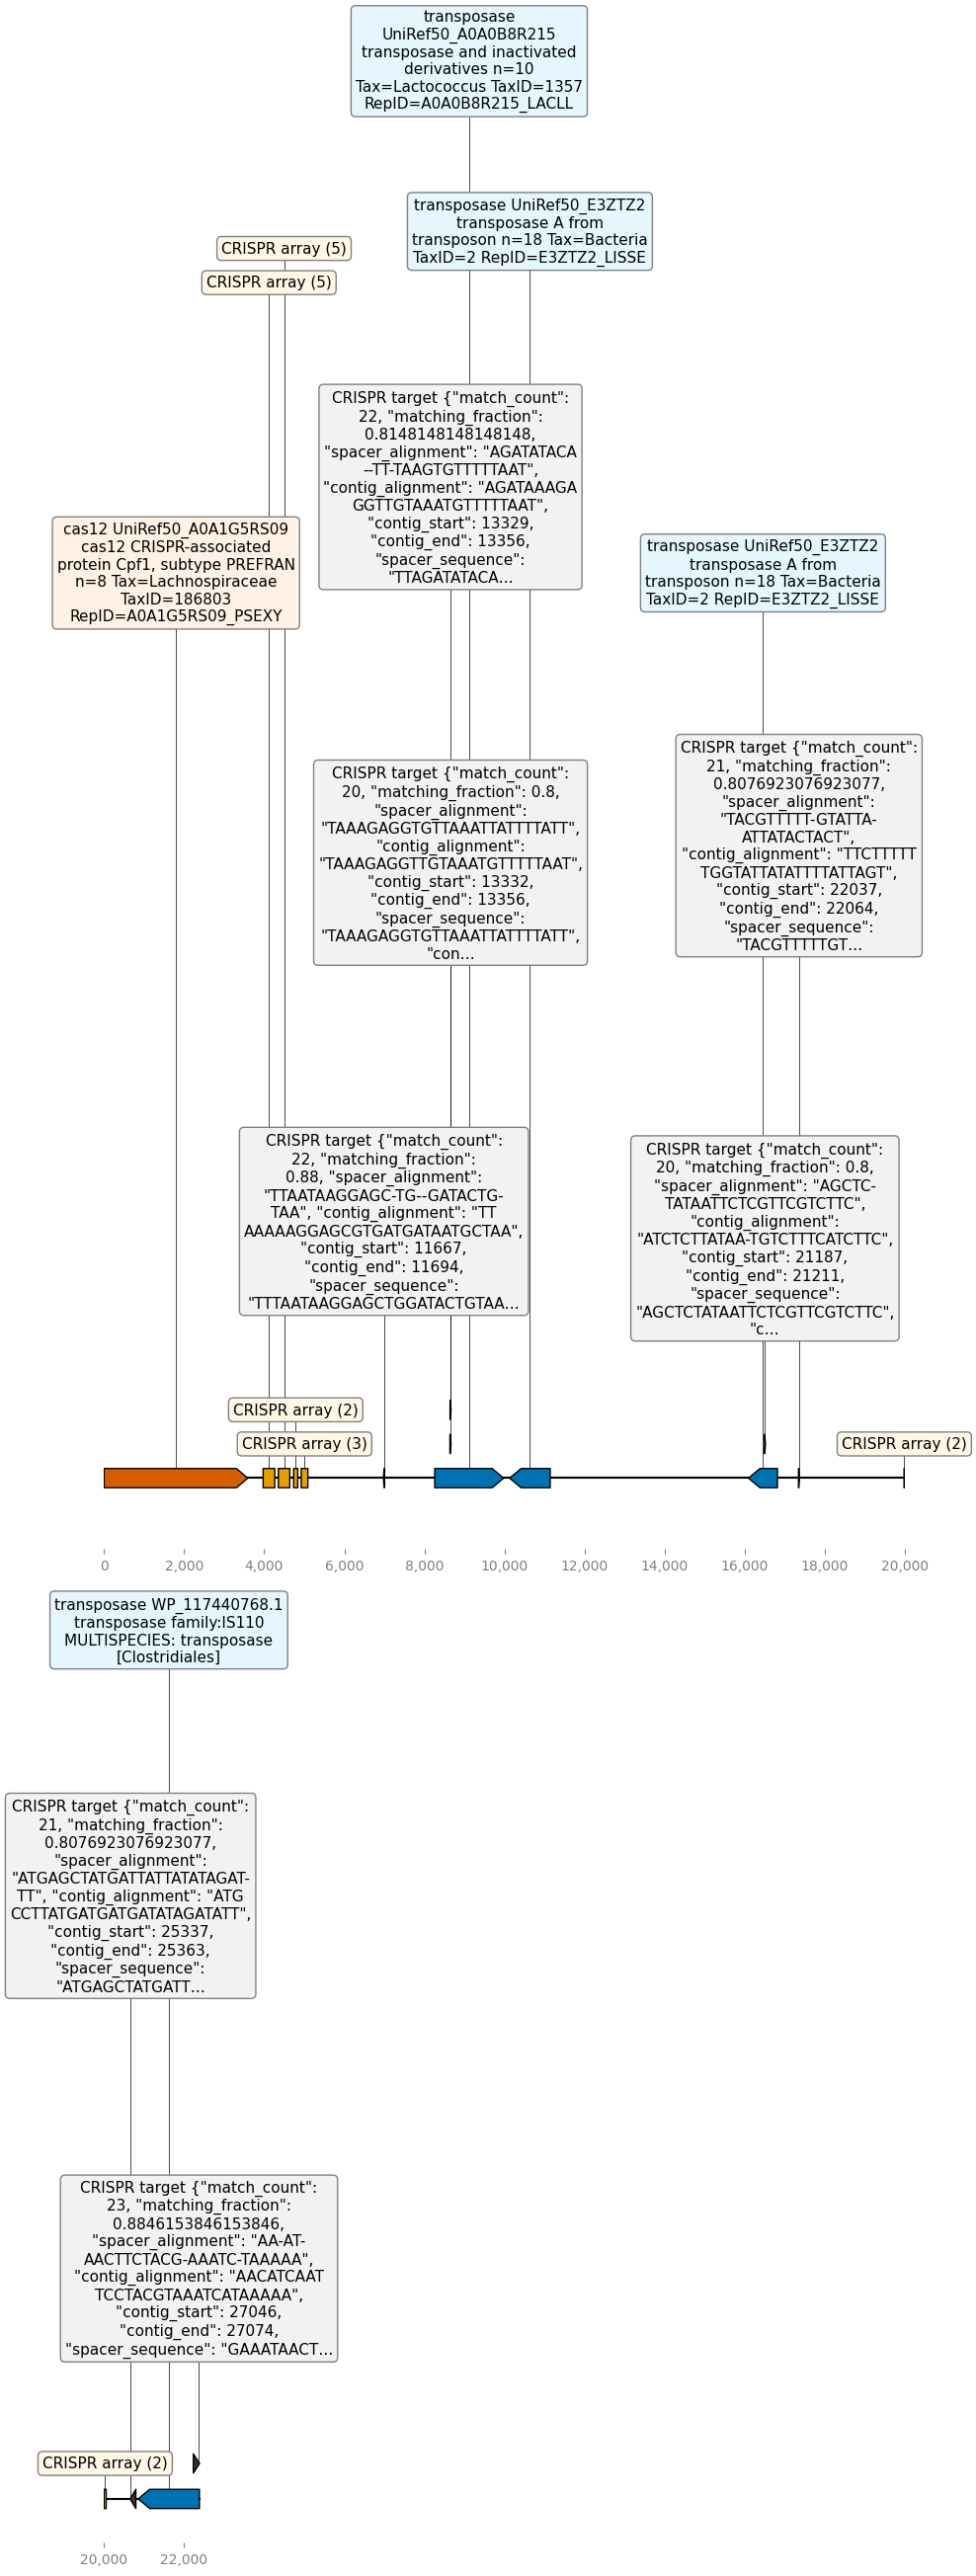 transposase
UniRef50_A0A0B8R215
transposase and inactivated
derivatives n=10
Tax=Lactococcus TaxID=1357
RepID=A0A0B8R215_LACLL
transposase UniRef50_E3ZTZ2
transposase A from
transposon n=18 Tax=Bacteria
TaxID=2 RepID=E3ZTZ2_LISSE
CRISPR array (5)
CRISPR array (5)
CRISPR target {"match_count":
22, "matching_fraction":
0.8148148148148148,
"spacer_alignment": "AGATATACA
--TT-TAAGTGTTTTTAAT",
"contig_alignment": "AGATAAAGA
GGTTGTAAATGTTTTTAAT",
"contig_start": 13329,
"contig_end": 13356,
"spacer_sequence":
"TTAGATATACA...
cas12 UniRef50_A0A1G5RS09
cas12 CRISPR-associated
protein Cpf1, subtype PREFRAN
n=8 Tax=Lachnospiraceae
TaxID=186803
RepID=A0A1G5RS09_PSEXY
transposase UniRef50_E3ZTZ2
transposase A from
transposon n=18 Tax=Bacteria
TaxID=2 RepID=E3ZTZ2_LISSE
CRISPR target {"match_count":
21, "matching_fraction":
0.8076923076923077,
"spacer_alignment":
"TACGTTTTT-GTATTA-
ATTATACTACT",
"contig_alignment": "TTCTTTTT
TGGTATTATATTTTATTAGT",
"contig_start": 22037,
"contig_end": 22064,
"spacer_sequence":
"TACGTTTTTGT...
CRISPR target {"match_count":
20, "matching_fraction": 0.8,
"spacer_alignment":
"TAAAGAGGTGTTAAATTATTTTATT",
"contig_alignment":
"TAAAGAGGTTGTAAATGTTTTTAAT",
"contig_start": 13332,
"contig_end": 13356,
"spacer_sequence":
"TAAAGAGGTGTTAAATTATTTTATT",
"con...
CRISPR target {"match_count":
22, "matching_fraction":
0.88, "spacer_alignment":
"TTAATAAGGAGC-TG--GATACTG-
TAA", "contig_alignment": "TT
AAAAAGGAGCGTGATGATAATGCTAA",
"contig_start": 11667,
"contig_end": 11694,
"spacer_sequence":
"TTTAATAAGGAGCTGGATACTGTAA...
CRISPR target {"match_count":
20, "matching_fraction": 0.8,
"spacer_alignment": "AGCTC-
TATAATTCTCGTTCGTCTTC",
"contig_alignment":
"ATCTCTTATAA-TGTCTTTCATCTTC",
"contig_start": 21187,
"contig_end": 21211,
"spacer_sequence":
"AGCTCTATAATTCTCGTTCGTCTTC",
"c...
CRISPR array (2)
CRISPR array (3)
CRISPR array (2)
0
2,000
4,000
6,000
8,000
10,000
12,000
14,000
16,000
18,000
20,000
transposase WP_117440768.1
transposase family:IS110
MULTISPECIES: transposase
[Clostridiales]
CRISPR target {"match_count":
21, "matching_fraction":
0.8076923076923077,
"spacer_alignment":
"ATGAGCTATGATTATTATATAGAT-
TT", "contig_alignment": "ATG
CCTTATGATGATGATATAGATATT",
"contig_start": 25337,
"contig_end": 25363,
"spacer_sequence":
"ATGAGCTATGATT...
CRISPR target {"match_count":
23, "matching_fraction":
0.8846153846153846,
"spacer_alignment": "AA-AT-
AACTTCTACG-AAATC-TAAAAA",
"contig_alignment": "AACATCAAT
TCCTACGTAAATCATAAAAA",
"contig_start": 27046,
"contig_end": 27074,
"spacer_sequence": "GAAATAACT...
CRISPR array (2)
20,000
22,000